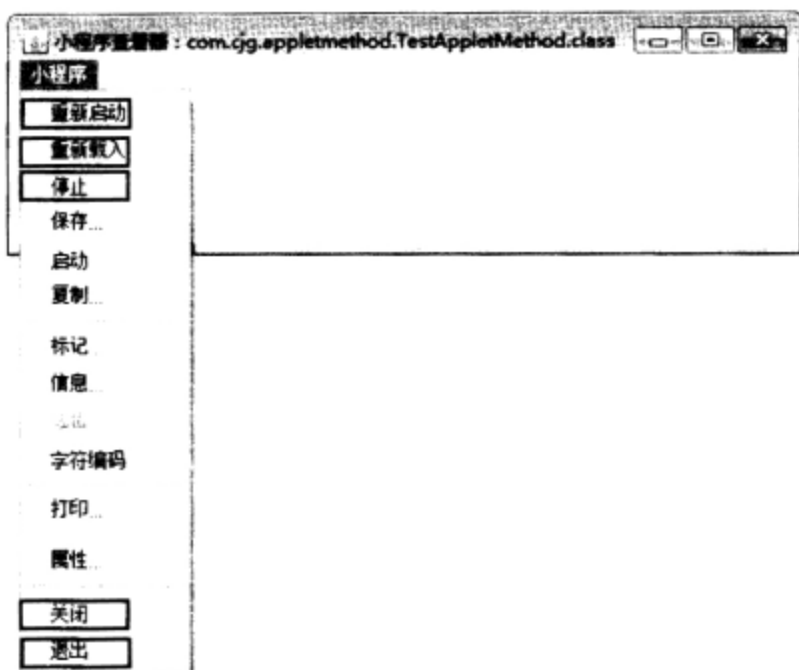 小程序查看器：com.cjg.appletmethod.TestAppletMethod.class
小程序
重新启动
重新载入
停止
保存...
启动
复制...
标记...
信息...
字符编码
打印...
属性...
关闭
退出